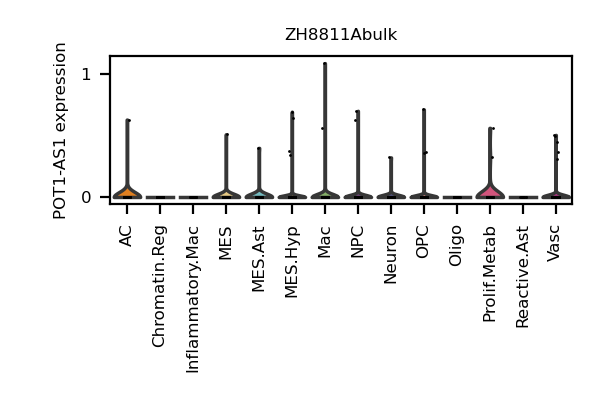 ZH8811Abulk
POT1-AS1 expression
1
0
AC
Chromatin.Reg
Inflammatory.Mac
MES
MES.Ast
MES.Hyp
Mac
NPC
Neuron
OPC
Oligo
Prolif.Metab
Reactive.Ast
Vasc